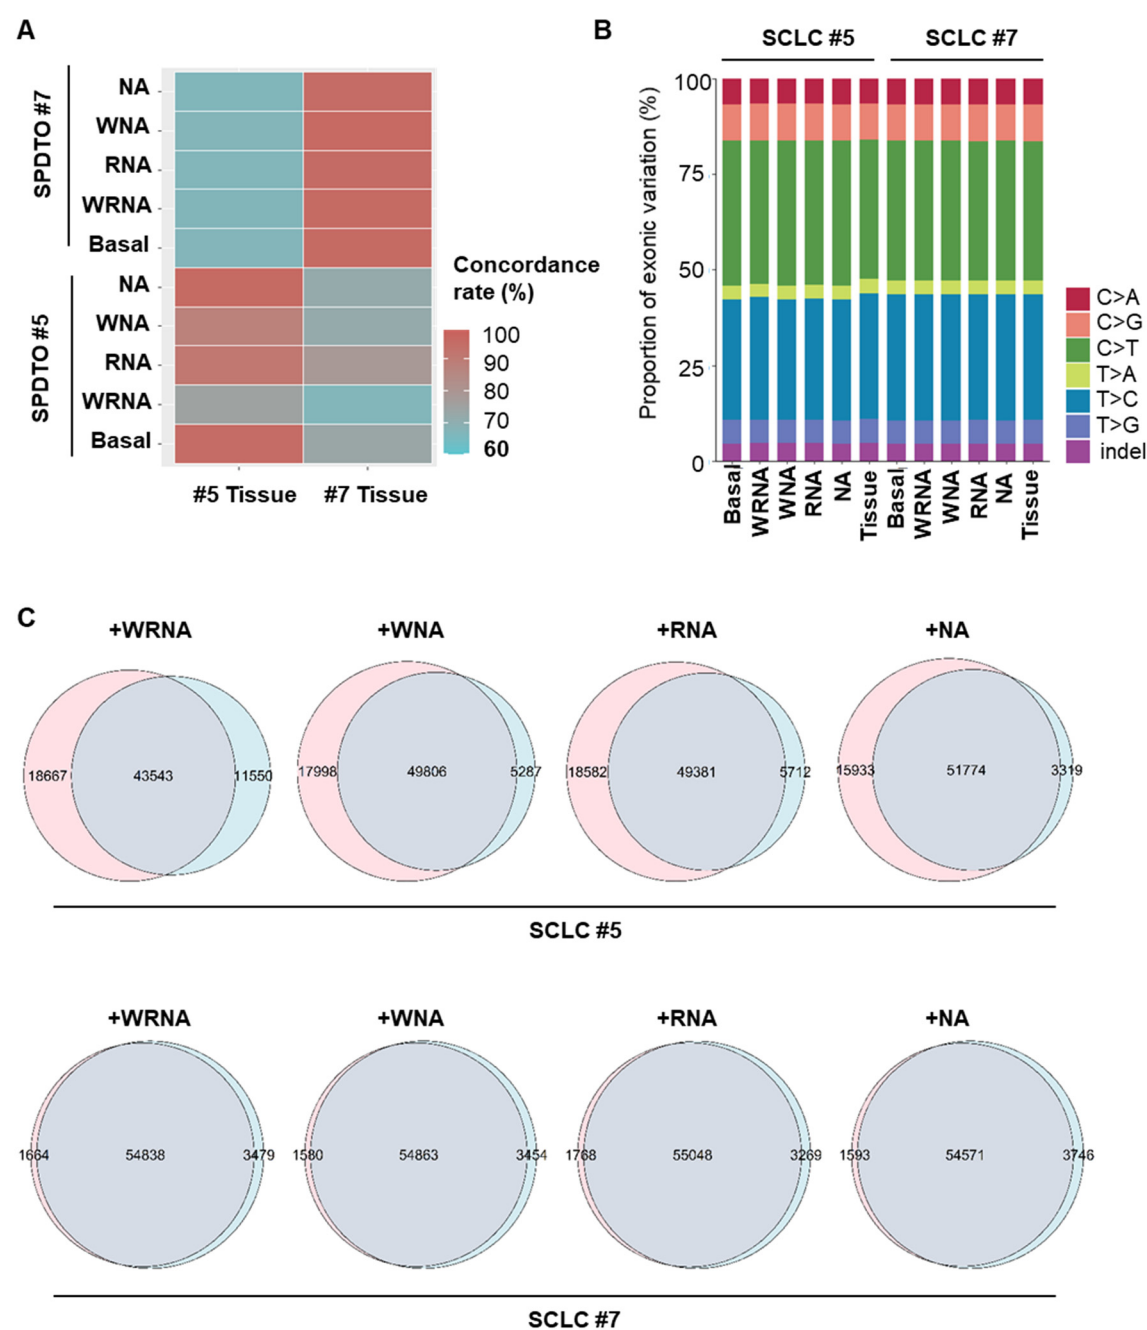 A
SPDTO #7
NA
WNA
RNA
WRNA
Basal
SPDTO #5
NA
WNA
RNA
WRNA
Basal
#5 Tissue
#7 Tissue
Concordance
rate (%)
100
90
80
70
60
B
SCLC #5
SCLC #7
Proportion of exonic variation (%)
100
75
50
25
0
Basal
WRNA
WNA
RNA
NA
Tissue
Basal
WRNA
WNA
RNA
NA
Tissue
C>A
C>G
C>T
T>A
T>C
T>G
indel
C
+WRNA
+WNA
+RNA
+NA
18667 43543 11550
17998 49806 5287
18582 49381 5712
15933 51774 3319
SCLC #5
+WRNA
+WNA
+RNA
+NA
1664 54838 3479
1580 54863 3454
1768 55048 3269
1593 54571 3746
SCLC #7